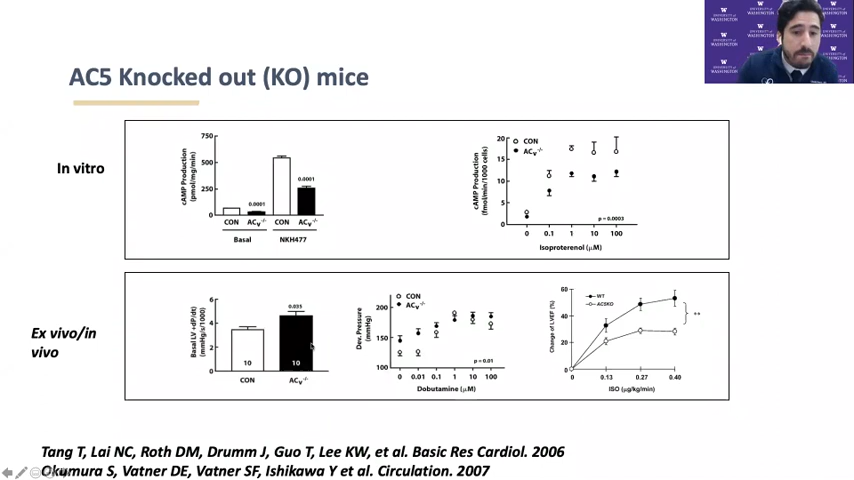 AC5 Knocked out (KO) mice
UNIVERSITY of WASHINGTON
In vitro
cAMP Production
(pmol/mg/min)
750
500
250
0
0.0001
0.0001
CON
ACv-/-
CON
ACv-/-
Basal
NKH477
cAMP Production
(fmol/min/1000 cells)
20
15
10
5
0
CON
ACv-/-
p = 0.0003
0 0.1 1 10 100
Isoproterenol (μM)
Ex vivo/in
vivo
Basal LV +dP/dt)
(mmHg/s/1000)
6
4
2
0
0.035
10
10
CON
ACv-/-
Dev. Pressure
(mmHg)
200
150
100
CON
ACv-/-
p = 0.01
0 0.01 0.1 1 10 100
Dobutamine (μM)
Change of LVEF (%)
60
40
20
0
WT
AC5KO
**
0 0.13 0.27 0.40
ISO (μg/kg/min)
Tang T, Lai NC, Roth DM, Drumm J, Guo T, Lee KW, et al. Basic Res Cardiol. 2006
Okumura S, Vatner DE, Vatner SF, Ishikawa Y et al. Circulation. 2007